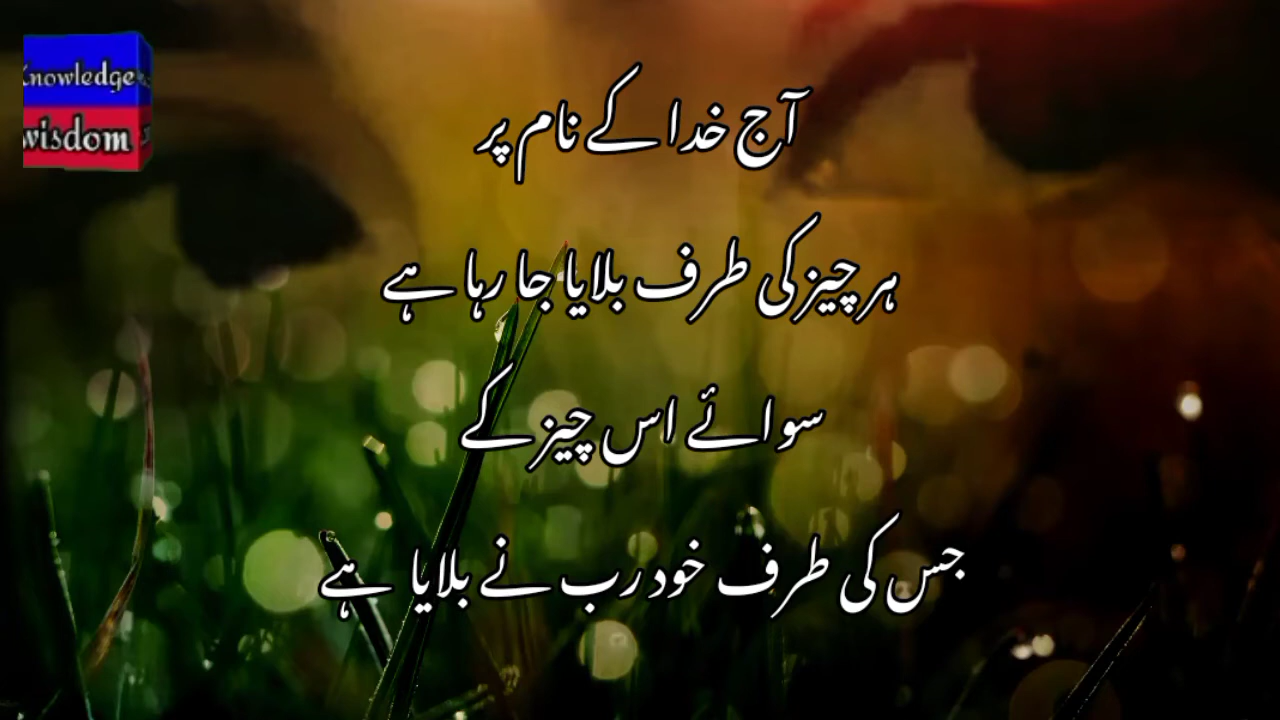 Knowledge
wisdom
آج خدا کے نام پر
ہر چیز کی طرف بلایا جا رہا ہے
سوائے اس چیز کے
جس کی طرف خود رب نے بلایا ہے